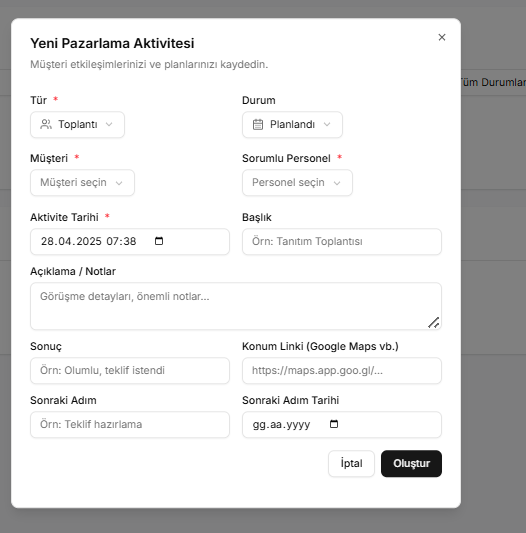 Yeni Pazarlama Aktivitesi
Müşteri etkileşimlerinizi ve planlarınızı kaydedin.
Tüm Durumlar
Tür *
Durum
Toplantı
Planlandı
Müşteri *
Sorumlu Personel *
Müşteri seçin
Personel seçin
Aktivite Tarihi *
Başlık
28.04.2025 07:38
Örn: Tanıtım Toplantısı
Açıklama / Notlar
Görüşme detayları, önemli notlar...
Sonuç
Konum Linki (Google Maps vb.)
Örn: Olumlu, teklif istendi
https://maps.app.goo.gl/...
Sonraki Adım
Sonraki Adım Tarihi
Örn: Teklif hazırlama
gg.aa.yyyy
İptal
Oluştur